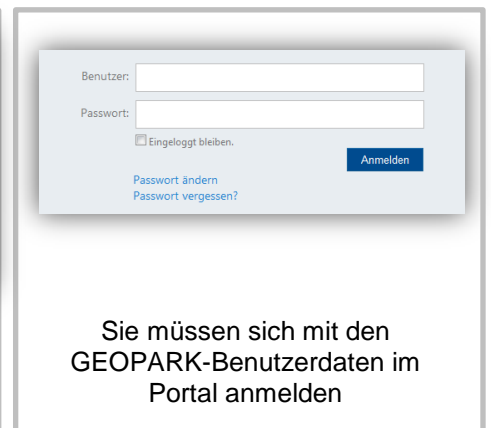 Benutzer:
Passwort:
Eingeloggt bleiben.
Anmelden
Passwort ändern
Passwort vergessen?
Sie müssen sich mit den
GEOPARK-Benutzerdaten im
Portal anmelden